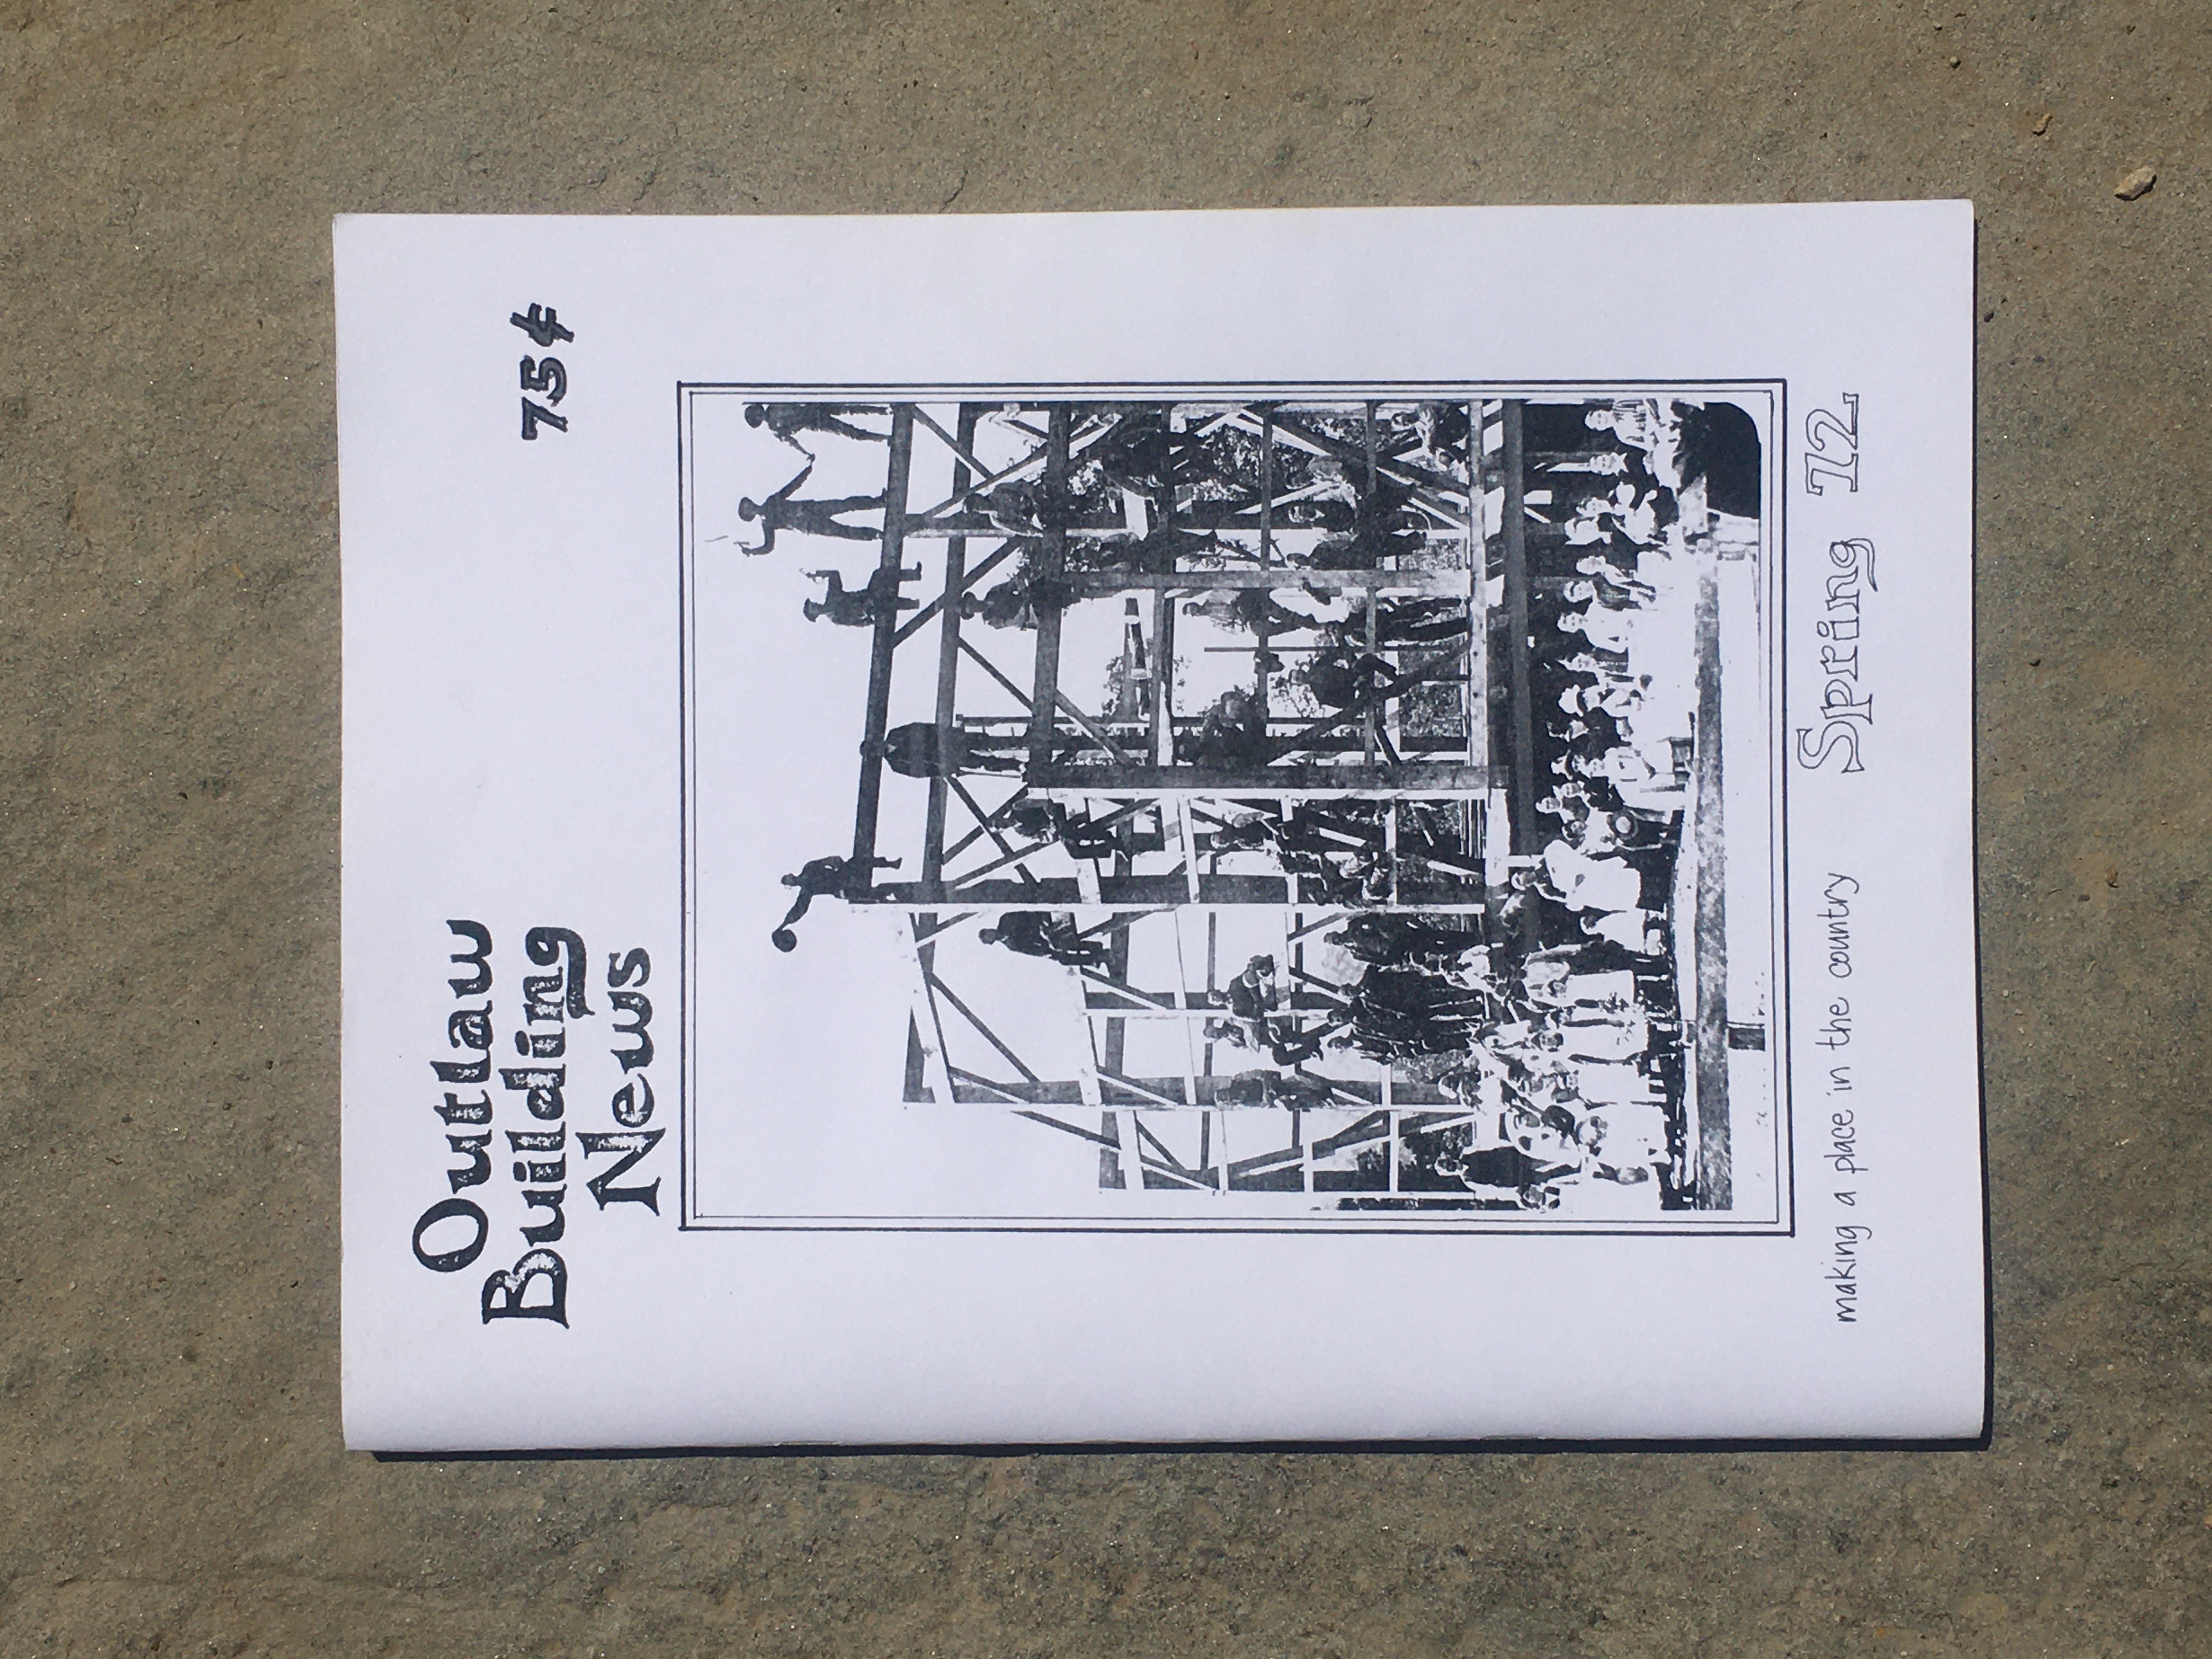 Outlaw
Building
News
75¢
making a place in the country
Spring 72